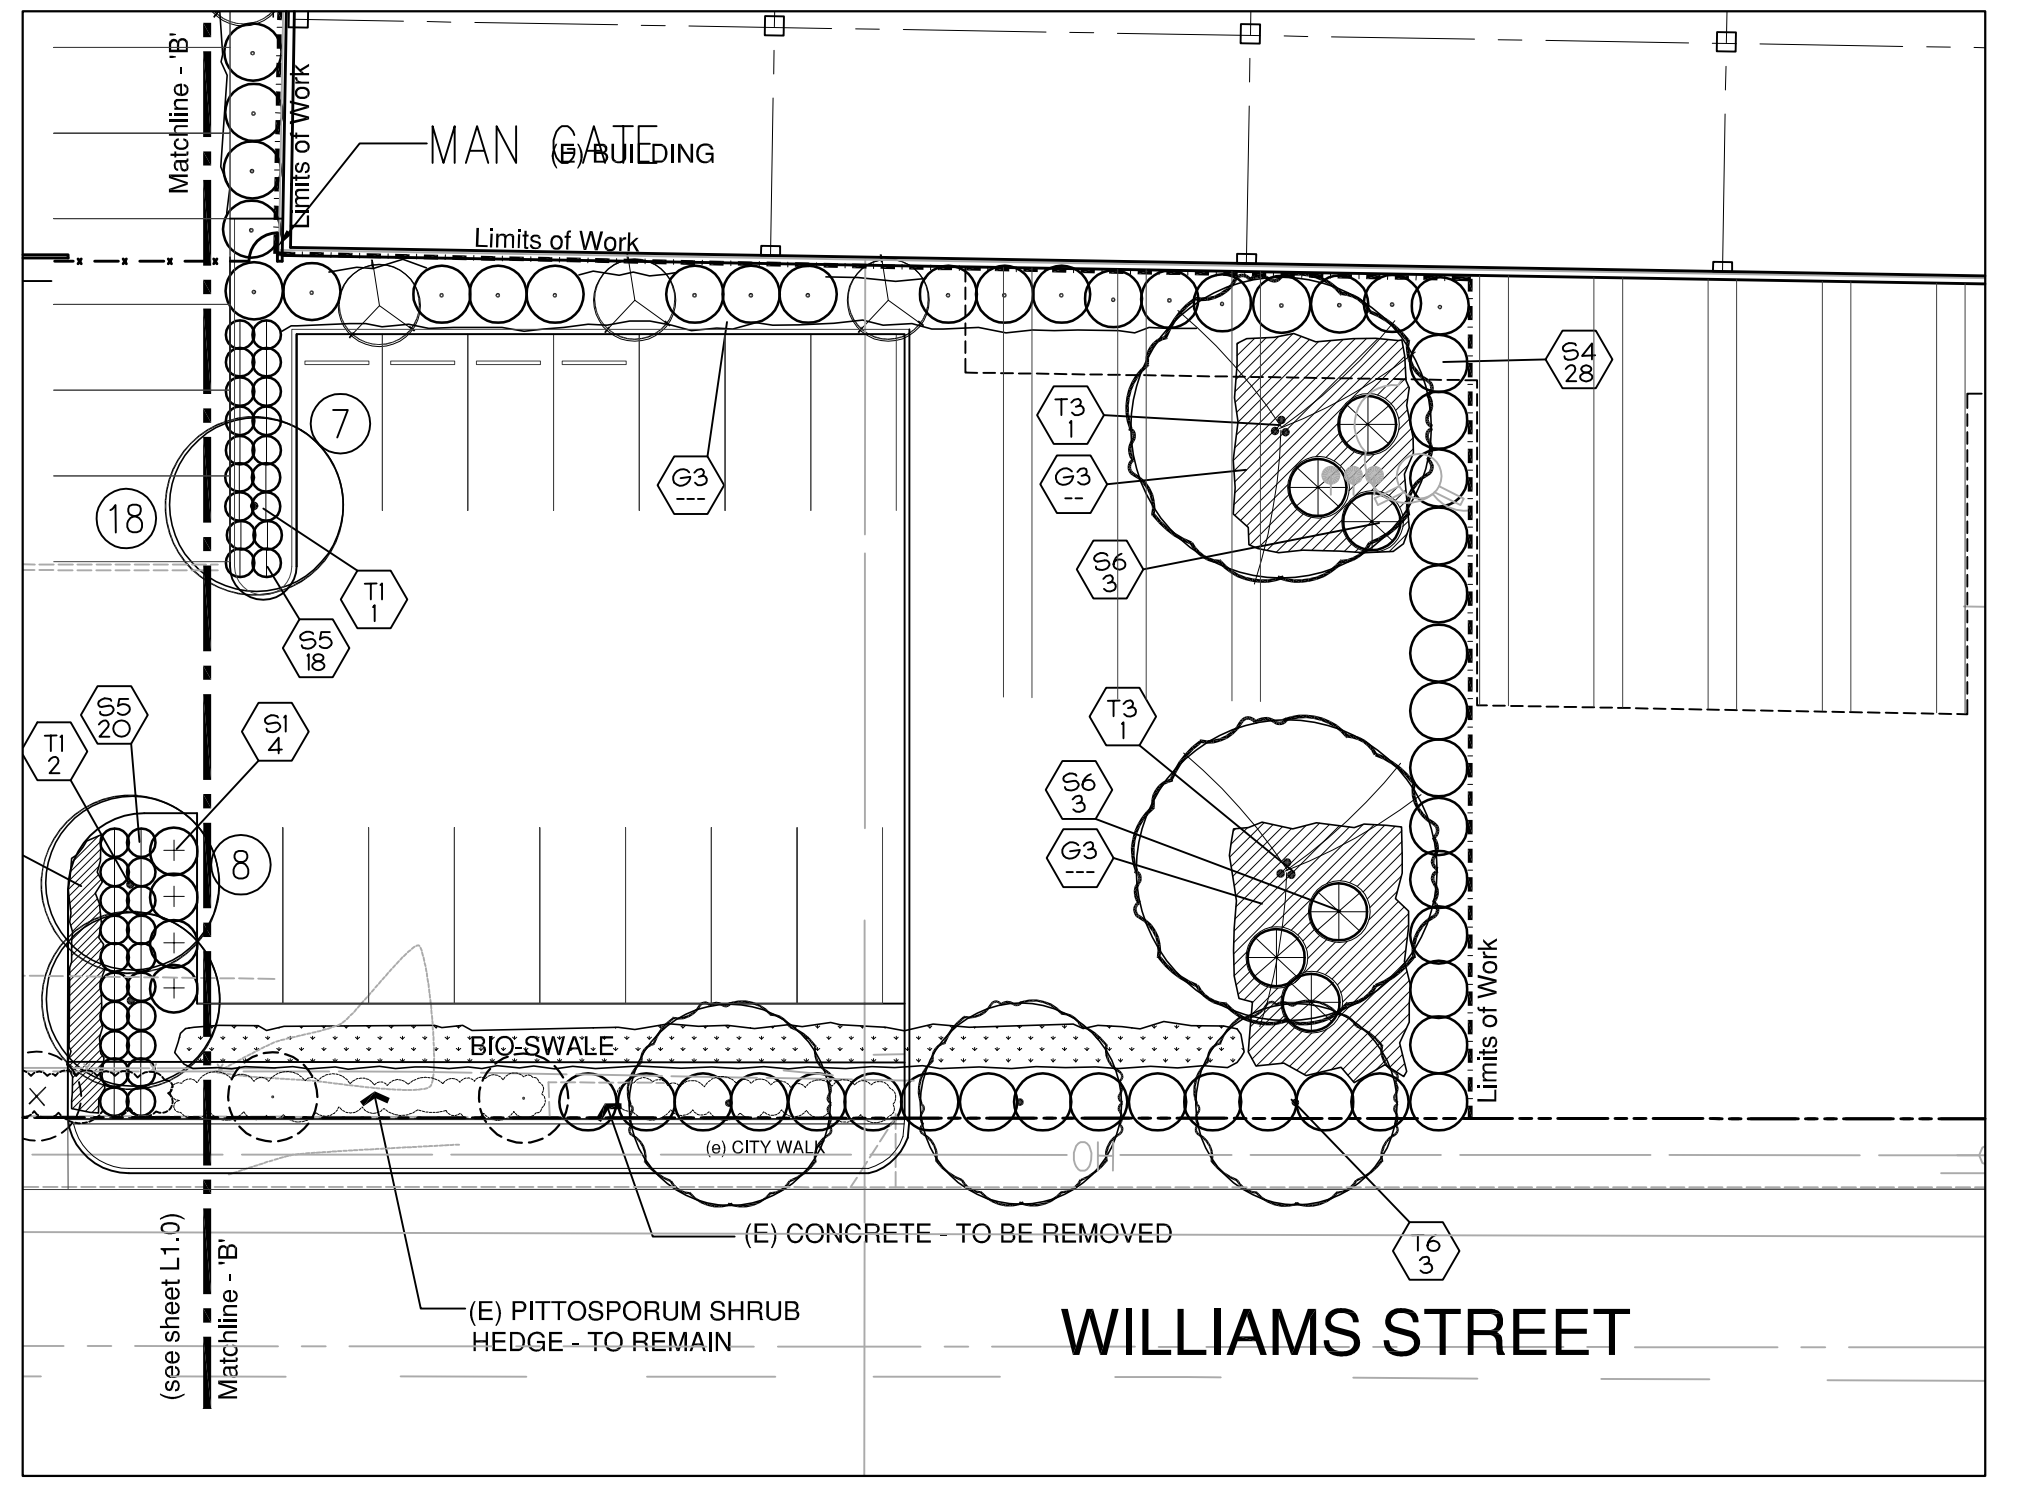 Matchline - 'B'
Limits of Work
MAN GATE
(E) BUILDING
Limits of Work
S4
28
T3
1
7
G3
---
G3
--
18
S6
3
T1
1
S5
18
S5
20
S1
4
T1
2
T3
1
S6
3
G3
---
8
Limits of Work
BIO-SWALE
(e) CITY WALK
OH
(E) CONCRETE - TO BE REMOVED
T6
3
(E) PITTOSPORUM SHRUB
HEDGE - TO REMAIN
WILLIAMS STREET
(see sheet L1.0)
Matchline - 'B'